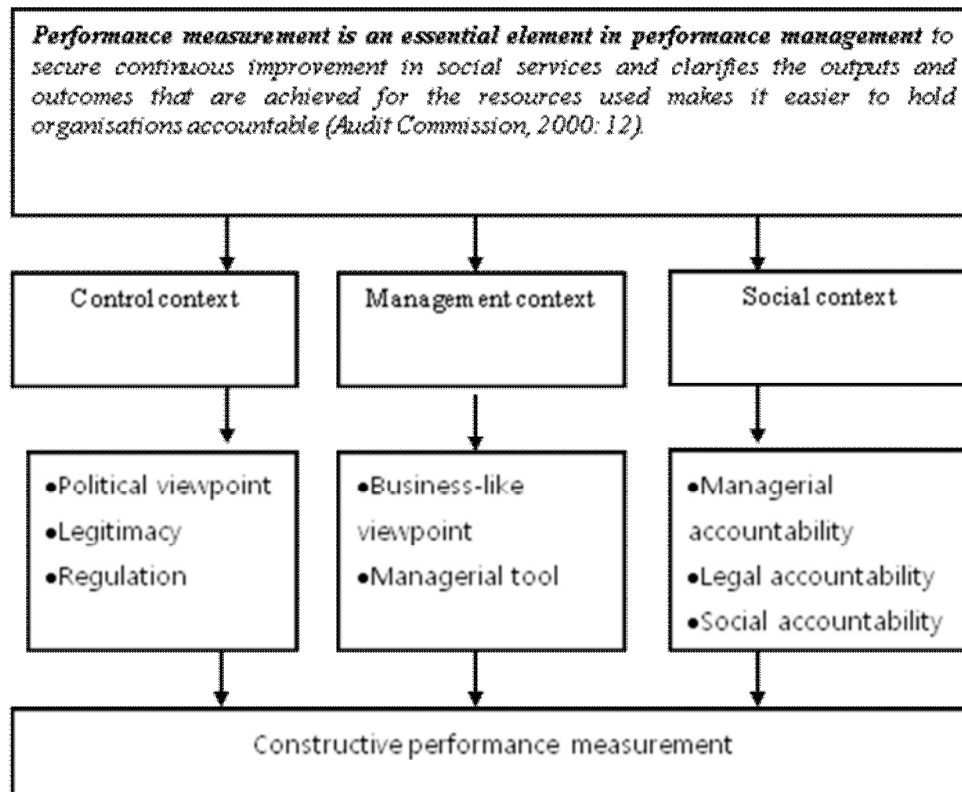 Performance measurement is an essential element in performance management to
secure continuous improvement in social services and clarifies the outputs and
outcomes that are achieved for the resources used makes it easier to hold
organisations accountable (Audit Commission, 2000: 12).
Control context
Management context
Social context
•Political viewpoint
•Legitimacy
•Regulation
•Business-like
viewpoint
•Managerial tool
•Managerial
accountability
•Legal accountability
•Social accountability
Constructive performance measurement